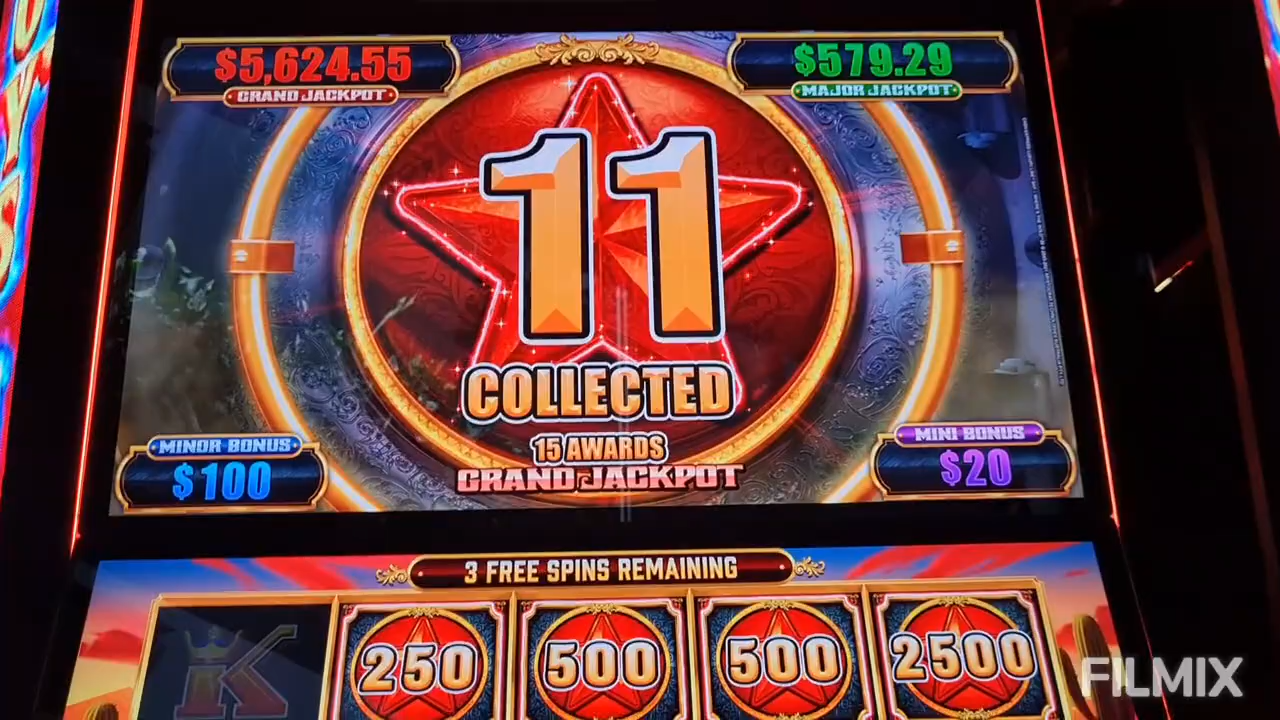 $5,624.55
GRAND JACKPOT
$579.29
MAJOR JACKPOT
11
COLLECTED
15 AWARDS
GRAND JACKPOT
MINOR BONUS
$100
MINI BONUS
$20
3 FREE SPINS REMAINING
K
250
500
500
2500
FILMIX